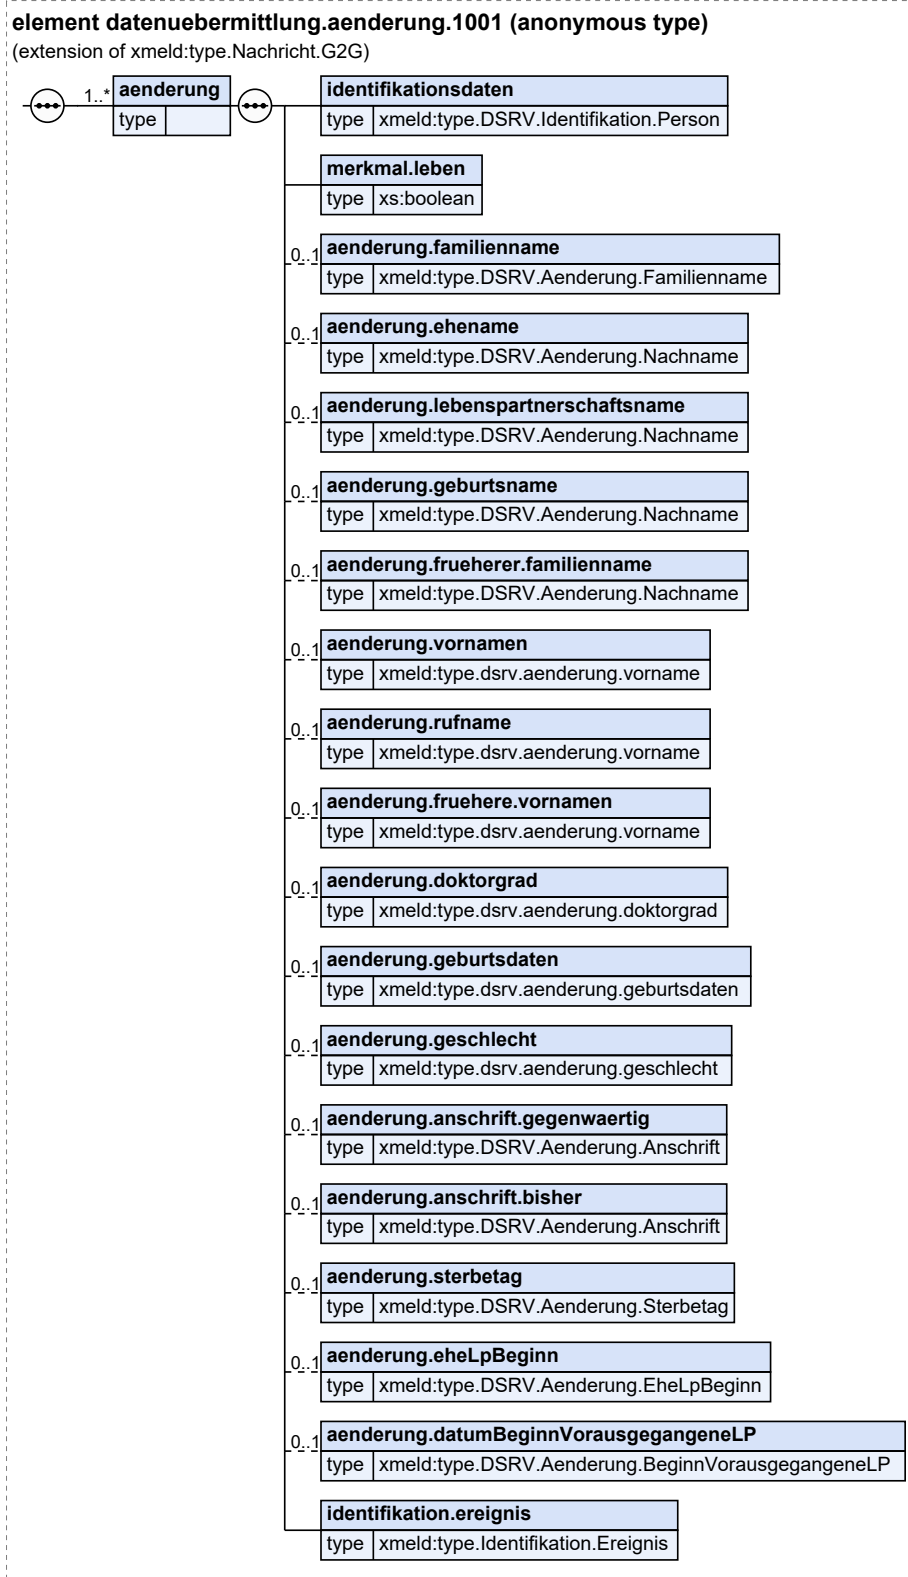 element datenuebermittlung.aenderung.1001 (anonymous type)
(extension of xmeld:type.Nachricht.G2G)
1..*
aenderung
type
identifikationsdaten
type xmeld:type.DSRV.Identifikation.Person
merkmal.leben
type xs:boolean
0..1
aenderung.familienname
type xmeld:type.DSRV.Aenderung.Familienname
0..1
aenderung.ehename
type xmeld:type.DSRV.Aenderung.Nachname
0..1
aenderung.lebenspartnerschaftsname
type xmeld:type.DSRV.Aenderung.Nachname
0..1
aenderung.geburtsname
type xmeld:type.DSRV.Aenderung.Nachname
0..1
aenderung.frueherer.familienname
type xmeld:type.DSRV.Aenderung.Nachname
0..1
aenderung.vornamen
type xmeld:type.dsrv.aenderung.vorname
0..1
aenderung.rufname
type xmeld:type.dsrv.aenderung.vorname
0..1
aenderung.fruehere.vornamen
type xmeld:type.dsrv.aenderung.vorname
0..1
aenderung.doktorgrad
type xmeld:type.dsrv.aenderung.doktorgrad
0..1
aenderung.geburtsdaten
type xmeld:type.dsrv.aenderung.geburtsdaten
0..1
aenderung.geschlecht
type xmeld:type.dsrv.aenderung.geschlecht
0..1
aenderung.anschrift.gegenwaertig
type xmeld:type.DSRV.Aenderung.Anschrift
0..1
aenderung.anschrift.bisher
type xmeld:type.DSRV.Aenderung.Anschrift
0..1
aenderung.sterbetag
type xmeld:type.DSRV.Aenderung.Sterbetag
0..1
aenderung.eheLpBeginn
type xmeld:type.DSRV.Aenderung.EheLpBeginn
0..1
aenderung.datumBeginnVorausgegangeneLP
type xmeld:type.DSRV.Aenderung.BeginnVorausgegangeneLP
identifikation.ereignis
type xmeld:type.Identifikation.Ereignis